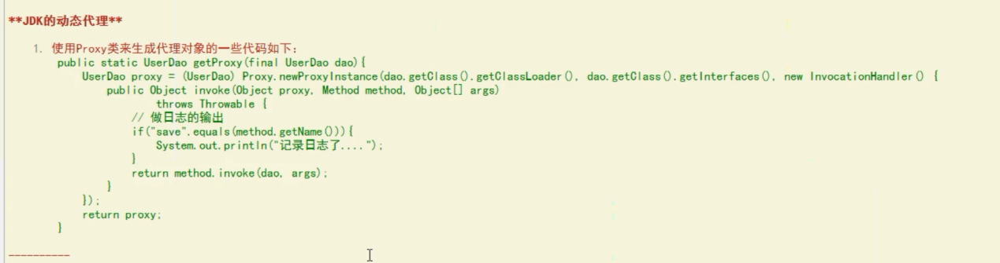 **JDK的动态代理**
1. 使用Proxy类来生成代理对象的一些代码如下：
public static UserDao getProxy(final UserDao dao){
UserDao proxy = (UserDao) Proxy.newProxyInstance(dao.getClass().getClassLoader(), dao.getClass().getInterfaces(), new InvocationHandler() {
public Object invoke(Object proxy, Method method, Object[] args)
throws Throwable {
// 做日志的输出
if("save".equals(method.getName())){
System.out.println("记录日志了....");
}
return method.invoke(dao, args);
}
});
return proxy;
}
----------